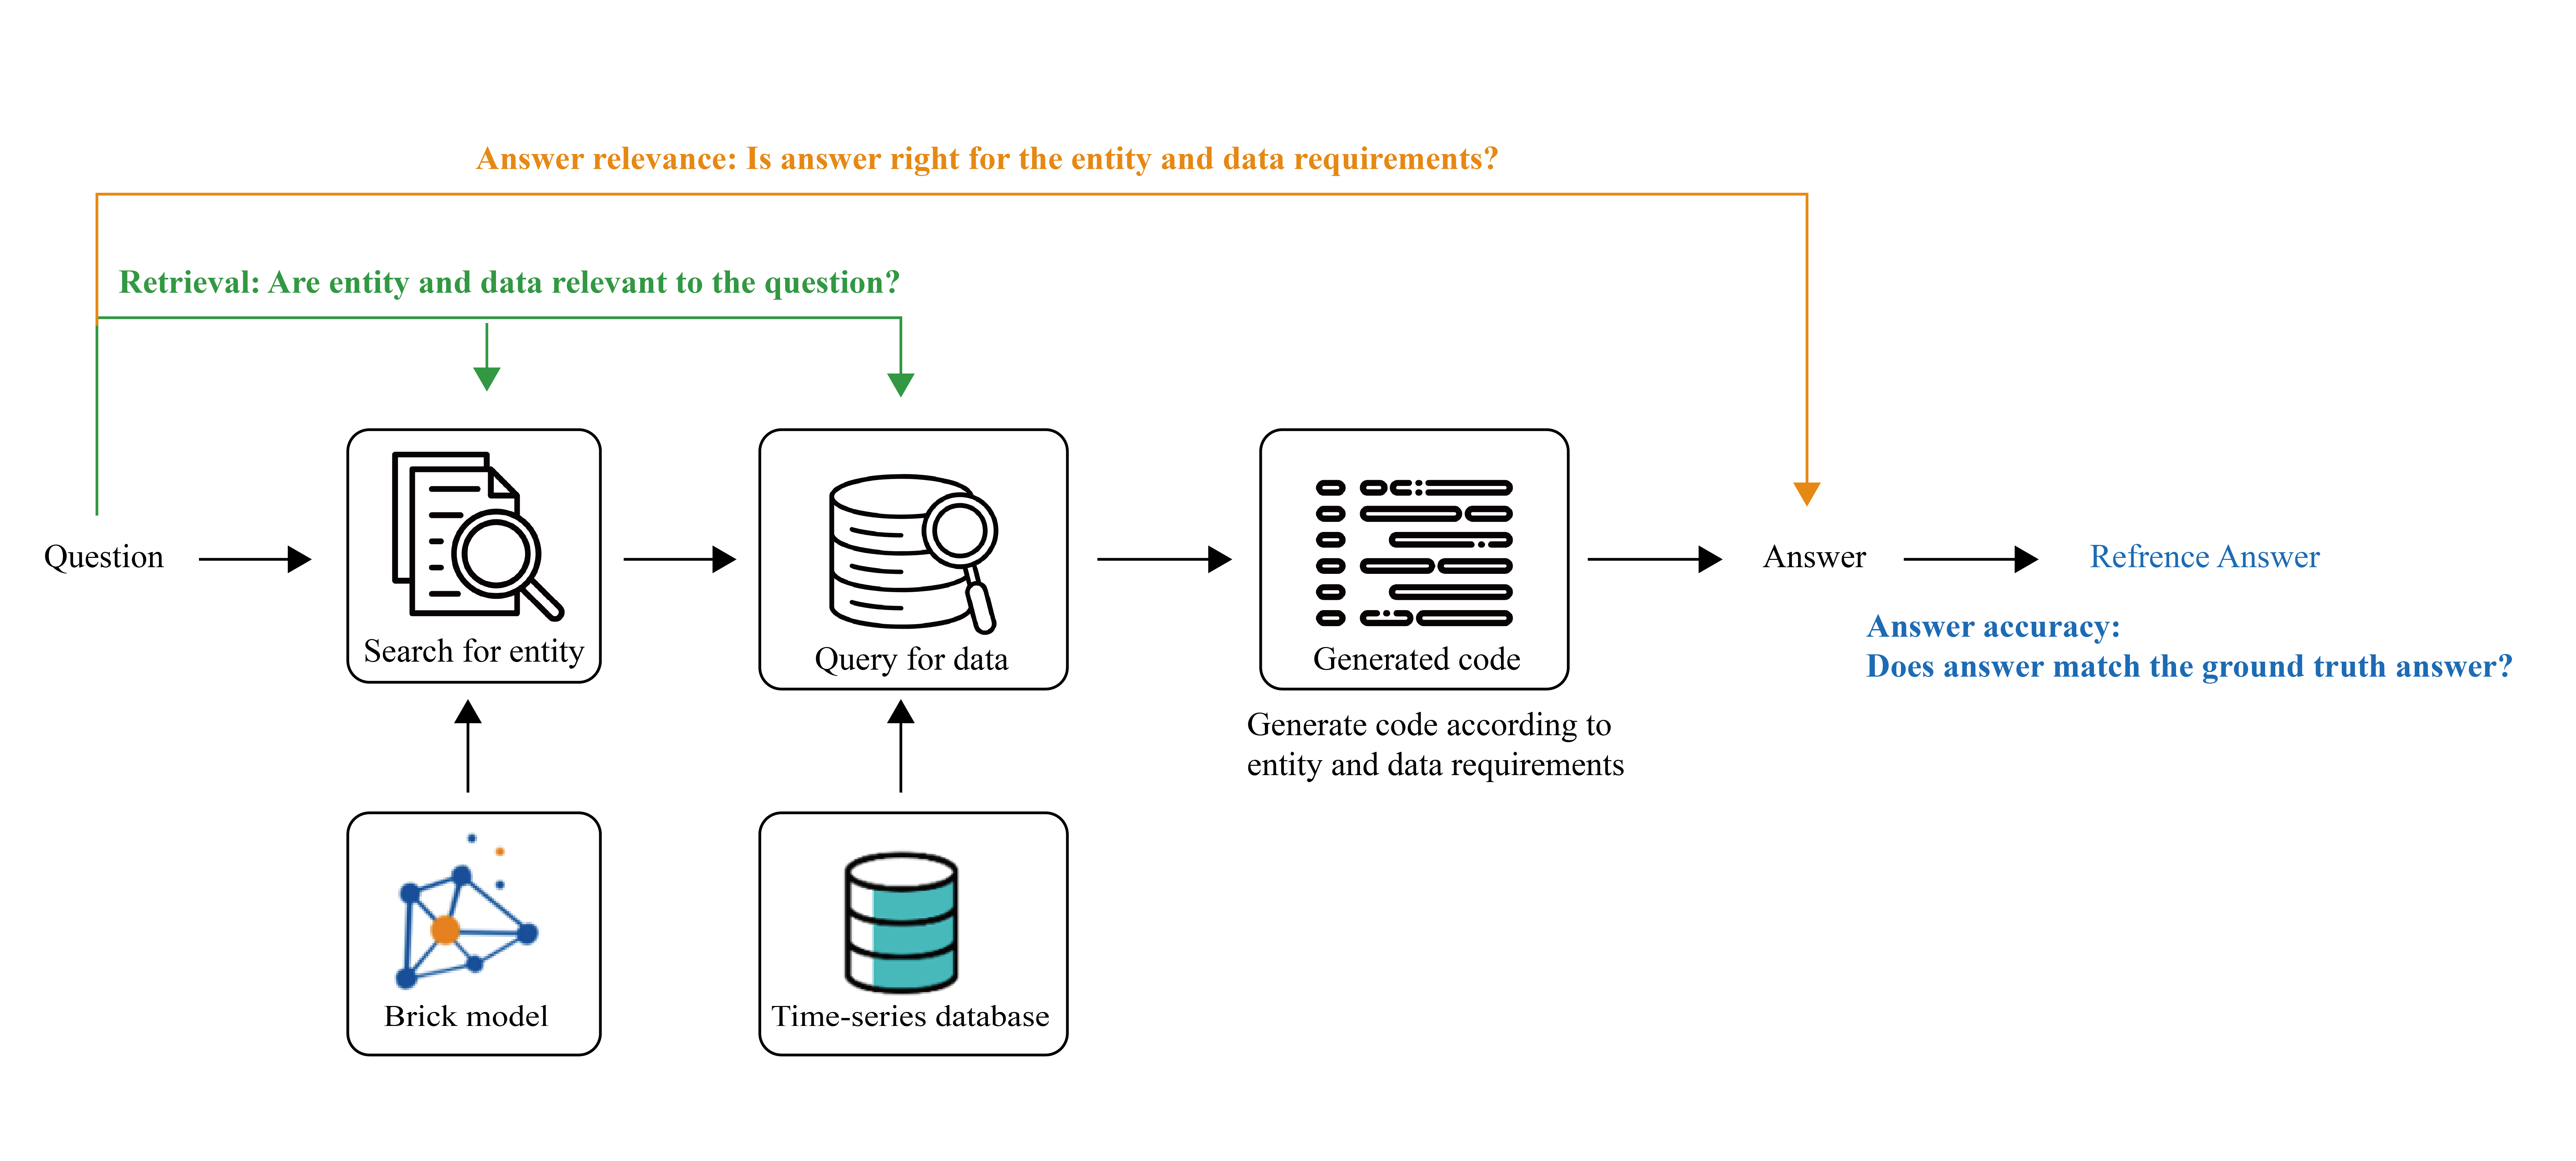 Answer relevance: Is answer right for the entity and data requirements?
Retrieval: Are entity and data relevant to the question?
Question
Search for entity
Query for data
Generated code
Answer
Refrence Answer
Answer accuracy:
Does answer match the ground truth answer?
Generate code according to
entity and data requirements
Brick model
Time-series database